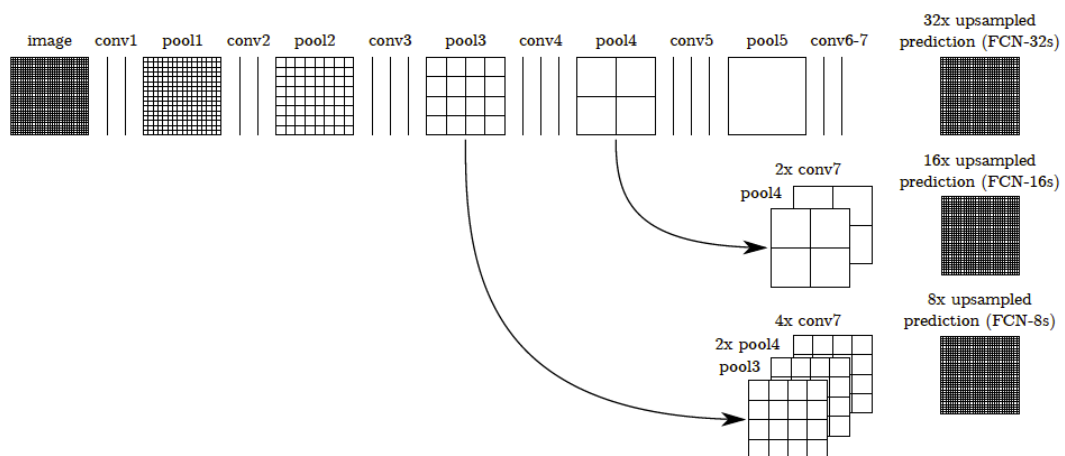 image conv1 pool1 conv2 pool2 conv3 pool3 conv4 pool4 conv5 pool5 conv6-7
32x upsampled
prediction (FCN-32s)
2x conv7
pool4
16x upsampled
prediction (FCN-16s)
4x conv7
2x pool4
pool3
8x upsampled
prediction (FCN-8s)